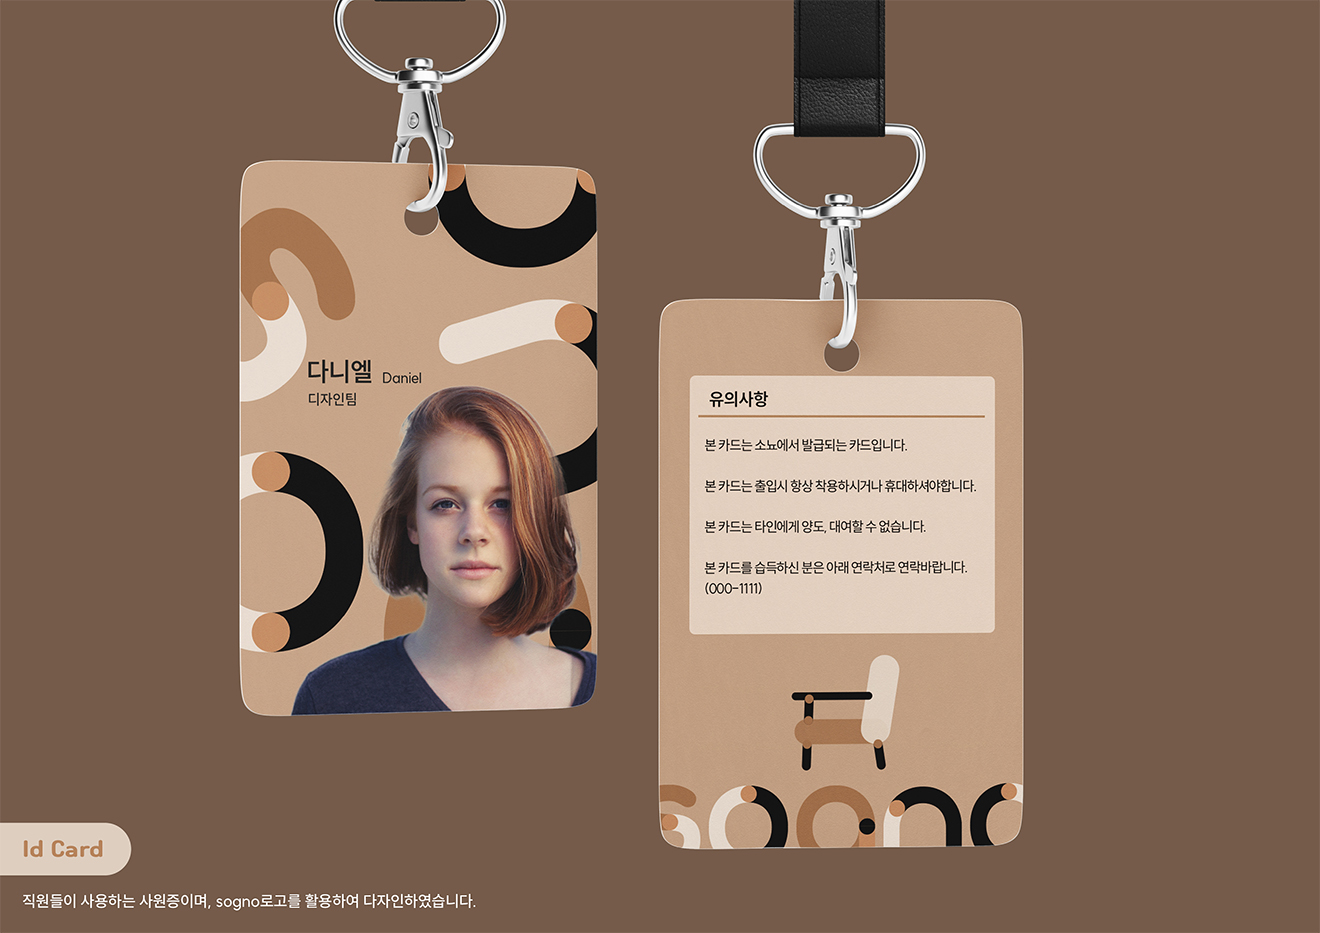 다니엘 Daniel
디자인팀
유의사항
본 카드는 소뇨에서 발급되는 카드입니다.
본 카드는 출입시 항상 착용하시거나 휴대하셔야합니다.
본 카드는 타인에게 양도, 대여할 수 없습니다.
본 카드를 습득하신 분은 아래 연락처로 연락바랍니다.
(000-1111)
sogno
Id Card
직원들이 사용하는 사원증이며, sogno로고를 활용하여 다자인하였습니다.